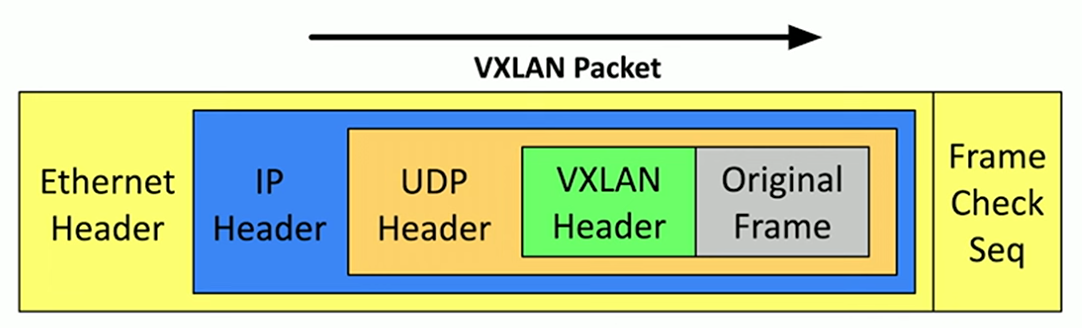 VXLAN Packet
Ethernet
Header
IP
Header
UDP
Header
VXLAN
Header
Original
Frame
Frame
Check
Seq